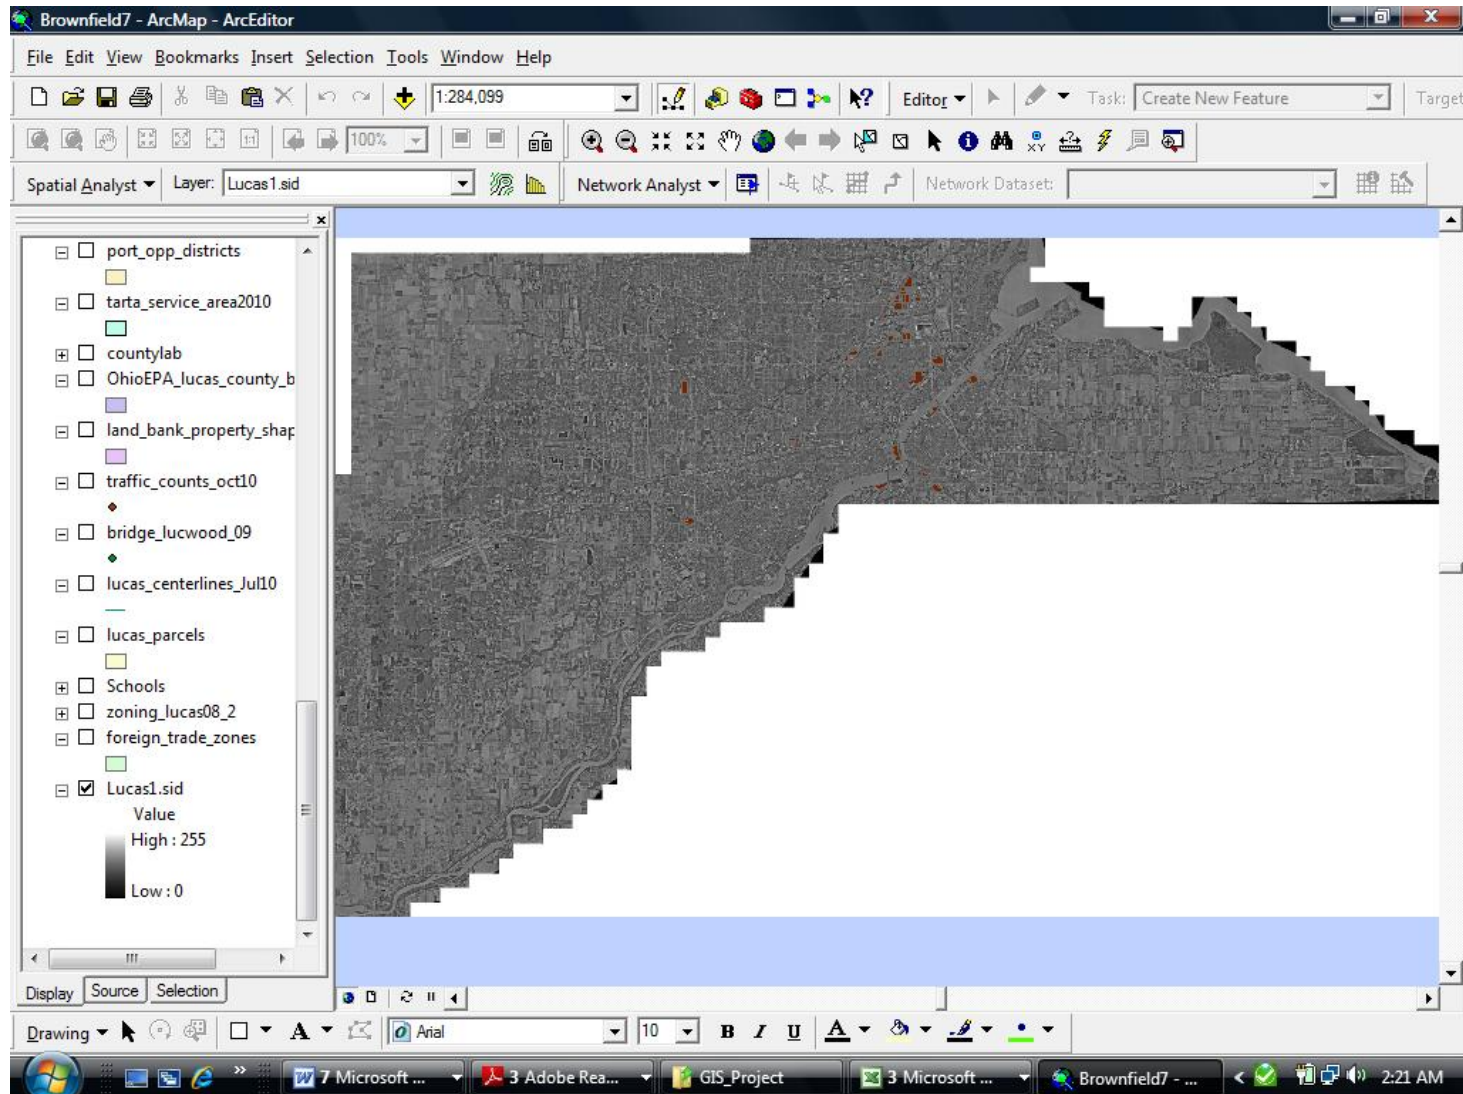 Brownfield7 - ArcMap - ArcEditor
File Edit View Bookmarks Insert Selection Tools Window Help
1:284,099 Editor Task: Create New Feature Target
100%
Spatial Analyst Layer: Lucas1.sid Network Analyst Network Dataset:
port_opp_districts
tarta_service_area2010
countylab
OhioEPA_lucas_county_b
land_bank_property_shap
traffic_counts_oct10
bridge_lucwood_09
lucas_centerlines_Jul10
lucas_parcels
Schools
zoning_lucas08_2
foreign_trade_zones
Lucas1.sid
Value
High : 255
Low : 0
Display Source Selection
Drawing A Arial 10 B I U A
7 Microsoft ... 3 Adobe Rea... GIS_Project 3 Microsoft ... Brownfield7 - ... 2:21 AM